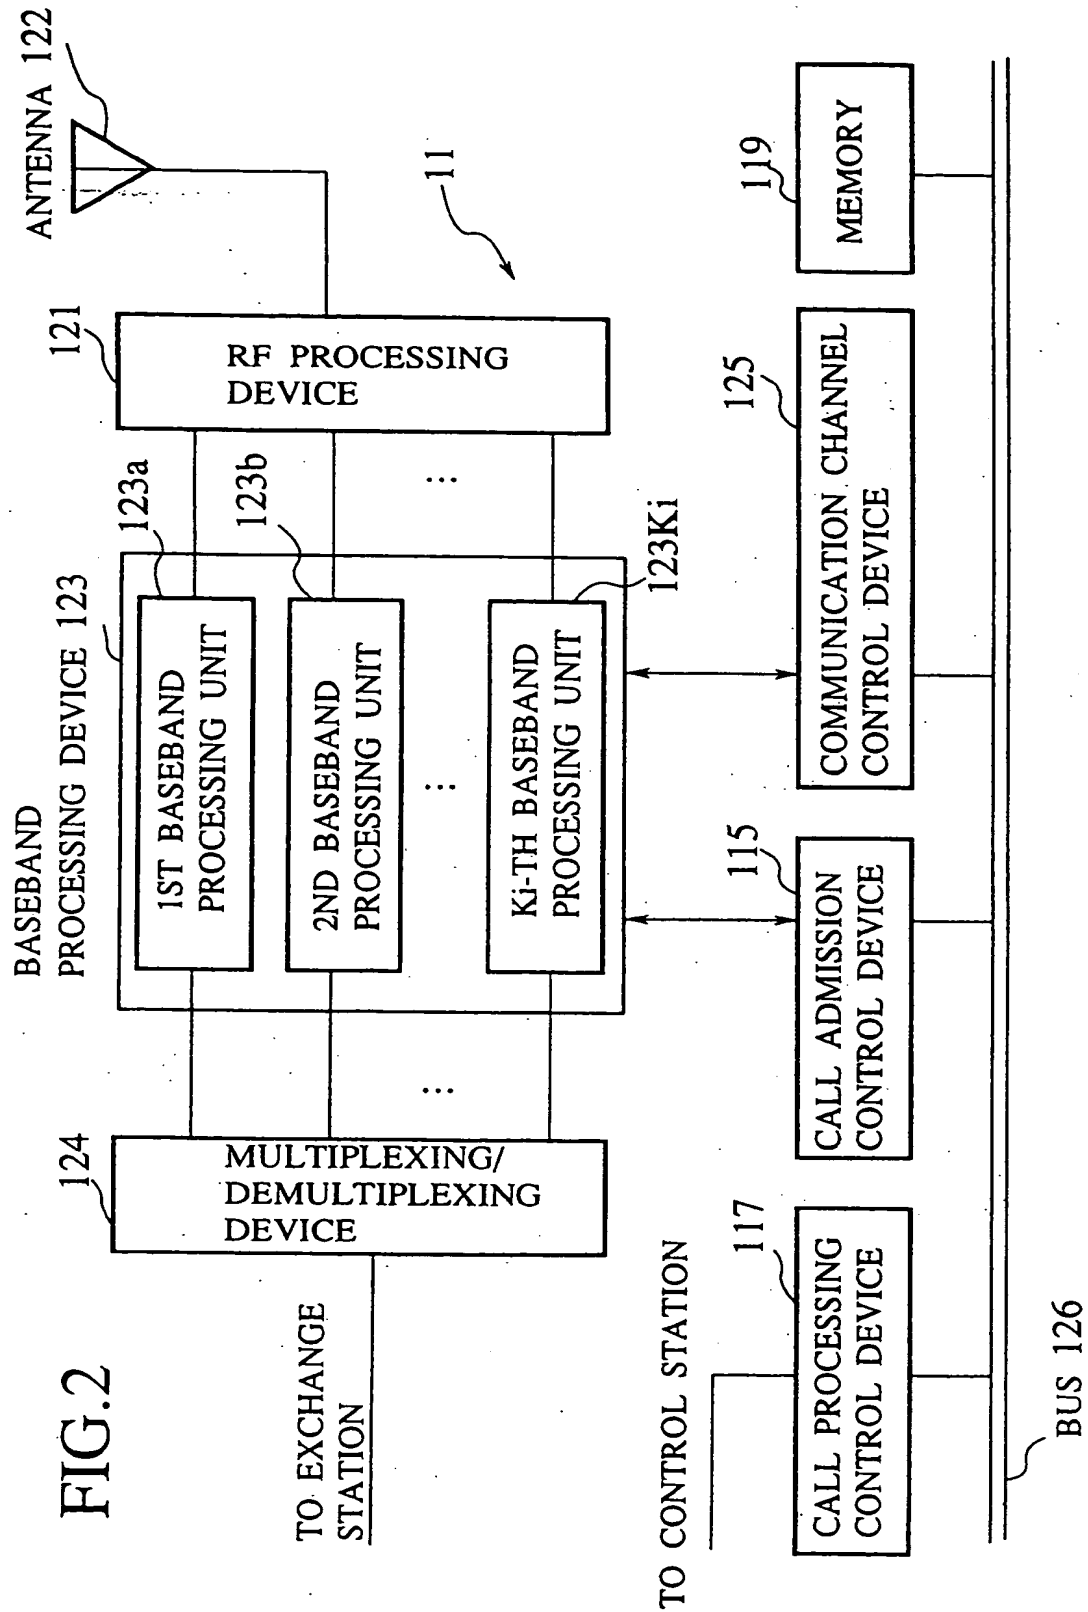 FIG.2
BASEBAND
PROCESSING DEVICE 123
ANTENNA 122
121
123a
123b
123Ki
124
11
TO EXCHANGE
STATION
MULTIPLEXING/
DEMULTIPLEXING
DEVICE
1ST BASEBAND
PROCESSING UNIT
2ND BASEBAND
PROCESSING UNIT
...
Ki-TH BASEBAND
PROCESSING UNIT
...
...
RF PROCESSING
DEVICE
TO CONTROL STATION
117
CALL PROCESSING
CONTROL DEVICE
115
CALL ADMISSION
CONTROL DEVICE
125
COMMUNICATION CHANNEL
CONTROL DEVICE
119
MEMORY
BUS 126